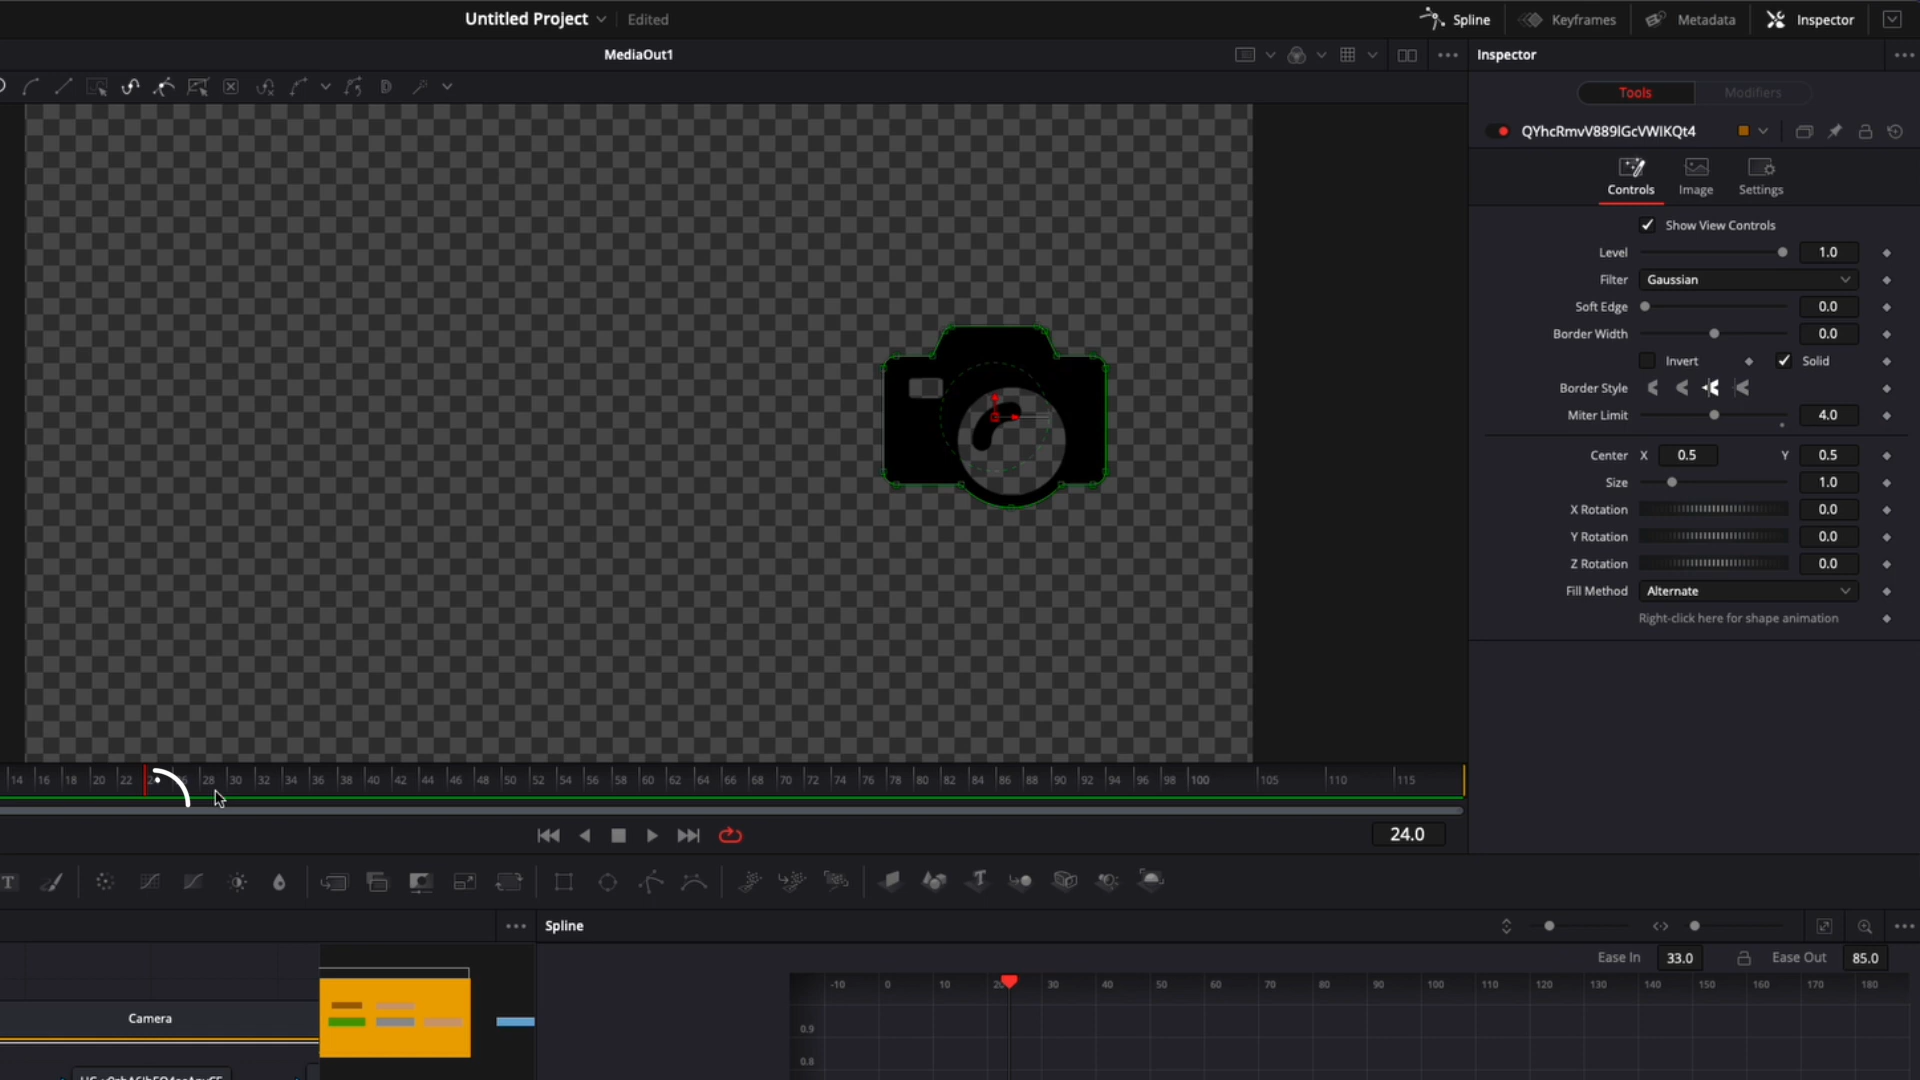 Untitled Project Edited Spline Keyframes Metadata Inspector
MediaOut1
Inspector
D
Tools Modifiers
QYhcRmvV889lGcVWlKQt4
Controls Image Settings
Show View Controls
Level 1.0
Filter Gaussian
Soft Edge 0.0
Border Width 0.0
Invert Solid
Border Style
Miter Limit 4.0
Center X 0.5 Y 0.5
Size 1.0
X Rotation 0.0
Y Rotation 0.0
Z Rotation 0.0
Fill Method Alternate
Right-click here for shape animation
14 16 18 20 22 28 30 32 34 36 38 40 42 44 46 48 50 52 54 56 58 60 62 64 66 68 70 72 74 76 78 80 82 84 86 88 90 92 94 96 98 100 105 110 115
24.0
T T
Spline
Ease In 33.0 Ease Out 85.0
-10 0 10 30 40 50 60 70 80 90 100 110 120 130 140 150 160 170 180
0.9
0.8
Camera